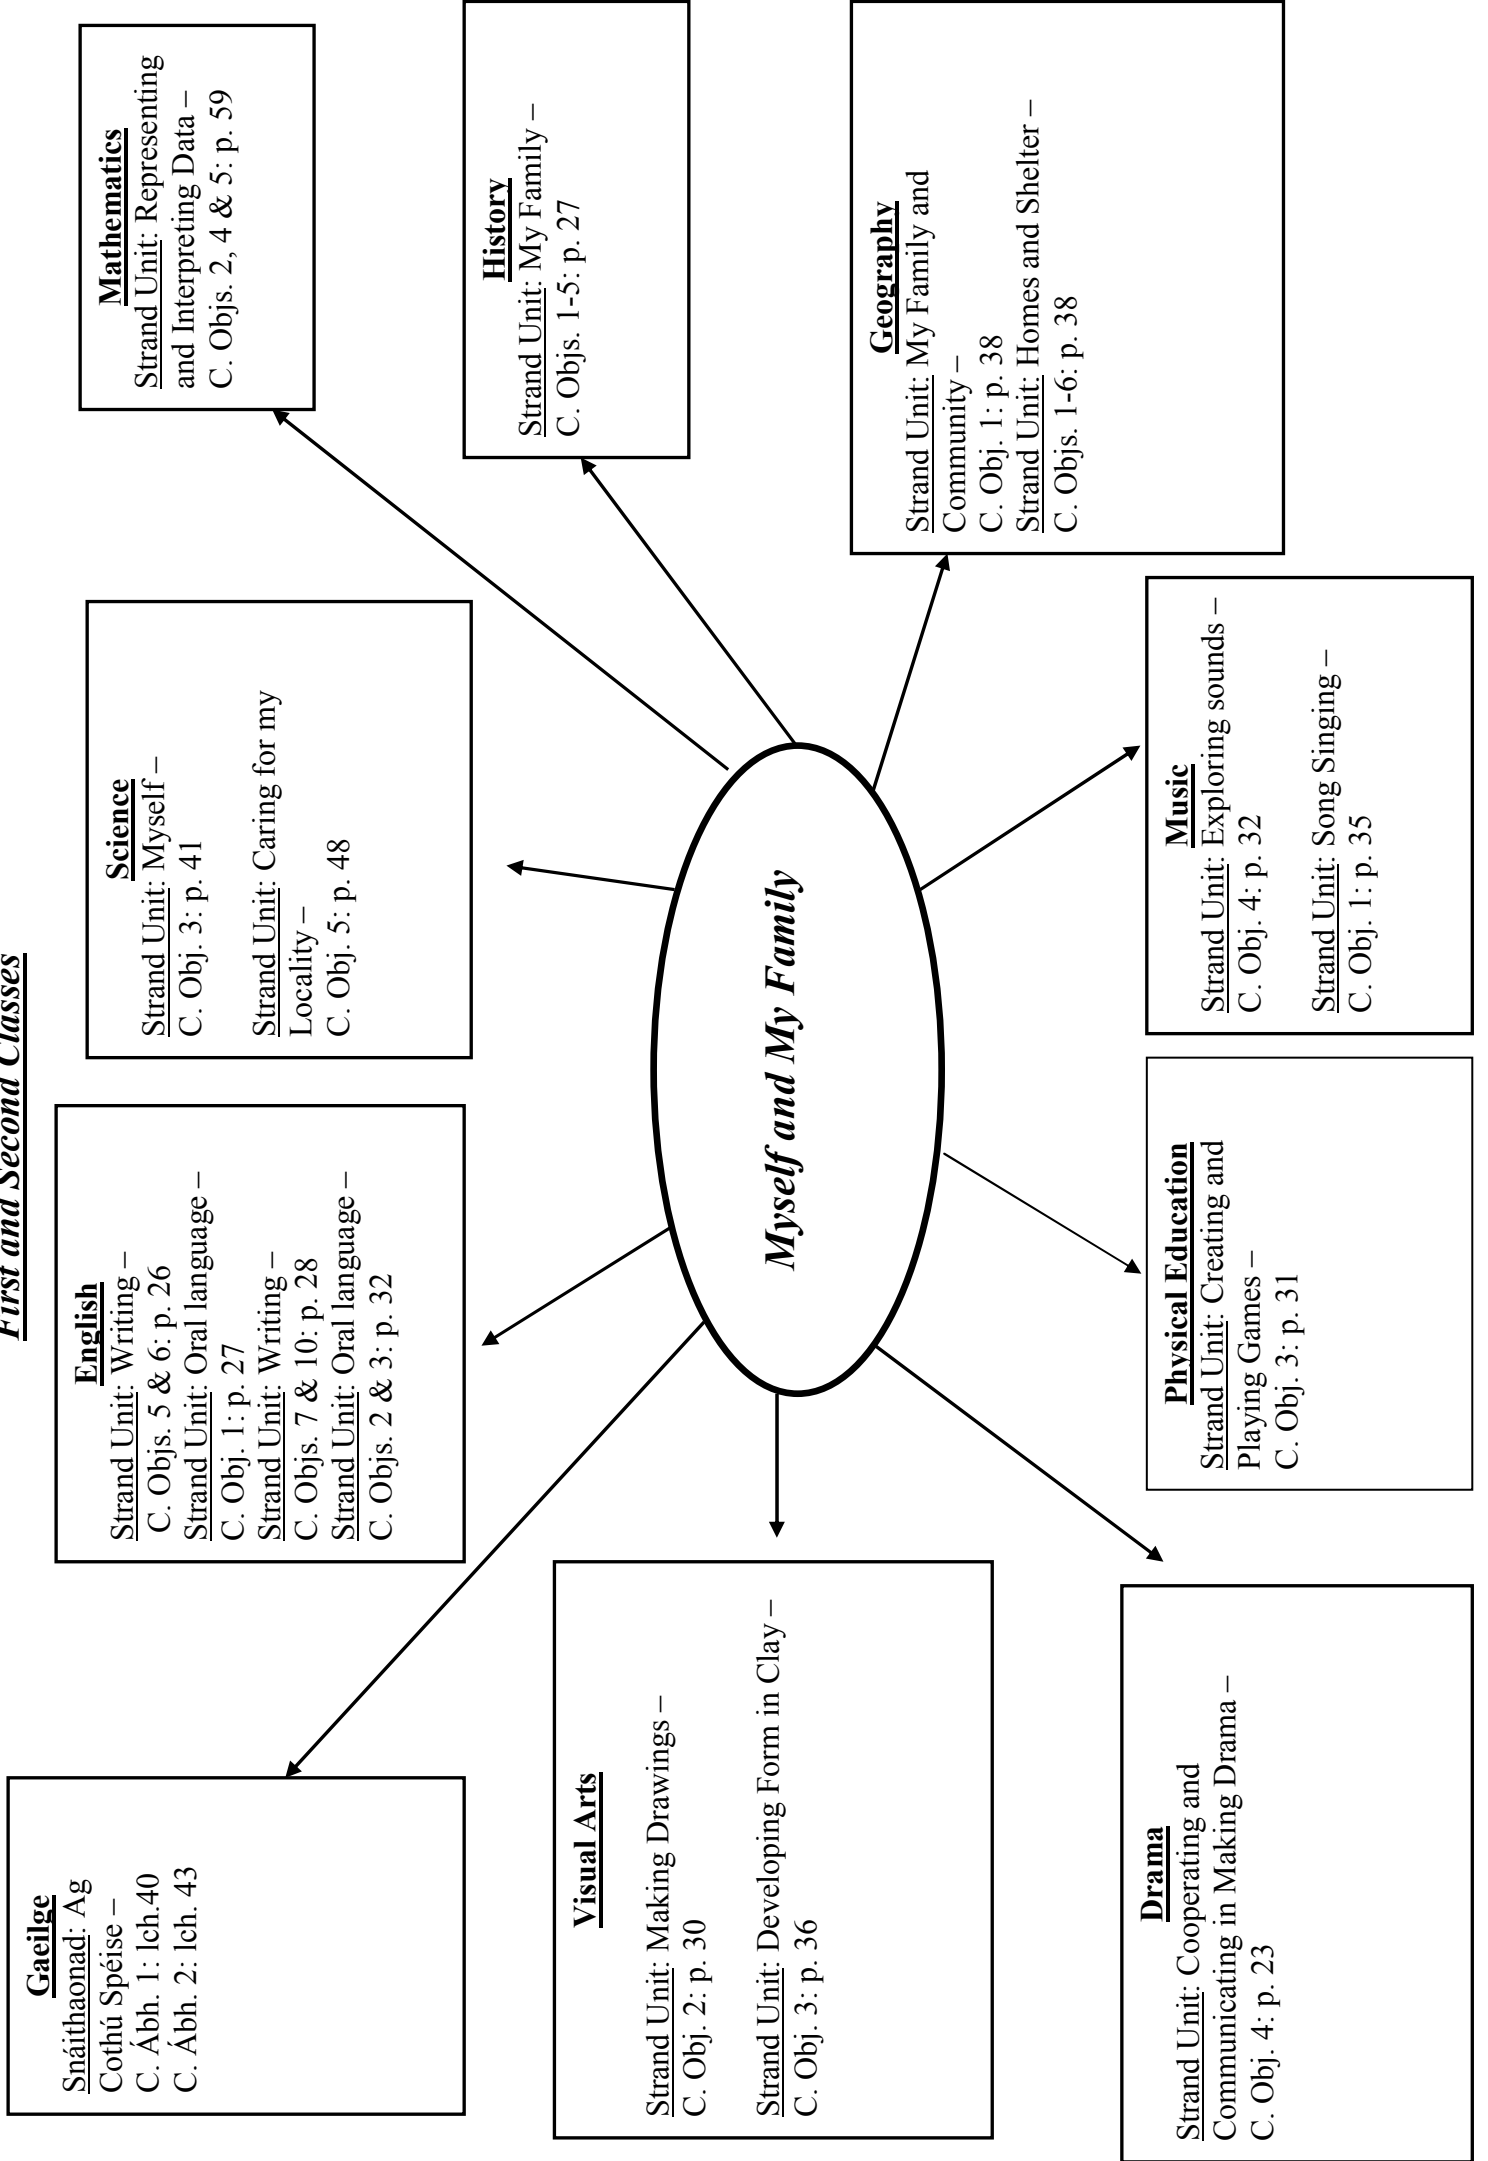 First and Second Classes
Gaeilge
Snáithaonad: Ag
Cothú Spéise –
C. Ábh. 1: lch.40
C. Ábh. 2: lch. 43
English
Strand Unit: Writing –
C. Objs. 5 & 6: p. 26
Strand Unit: Oral language –
C. Obj. 1: p. 27
Strand Unit: Writing –
C. Objs. 7 & 10: p. 28
Strand Unit: Oral language –
C. Objs. 2 & 3: p. 32
Science
Strand Unit: Myself –
C. Obj. 3: p. 41
Strand Unit: Caring for my
Locality –
C. Obj. 5: p. 48
Mathematics
Strand Unit: Representing
and Interpreting Data –
C. Objs. 2, 4 & 5: p. 59
History
Strand Unit: My Family –
C. Objs. 1-5: p. 27
Visual Arts
Strand Unit: Making Drawings –
C. Obj. 2: p. 30
Strand Unit: Developing Form in Clay –
C. Obj. 3: p. 36
Myself and My Family
Geography
Strand Unit: My Family and
Community –
C. Obj. 1: p. 38
Strand Unit: Homes and Shelter –
C. Objs. 1-6: p. 38
Drama
Strand Unit: Cooperating and
Communicating in Making Drama –
C. Obj. 4: p. 23
Physical Education
Strand Unit: Creating and
Playing Games –
C. Obj. 3: p. 31
Music
Strand Unit: Exploring sounds –
C. Obj. 4: p. 32
Strand Unit: Song Singing –
C. Obj. 1: p. 35